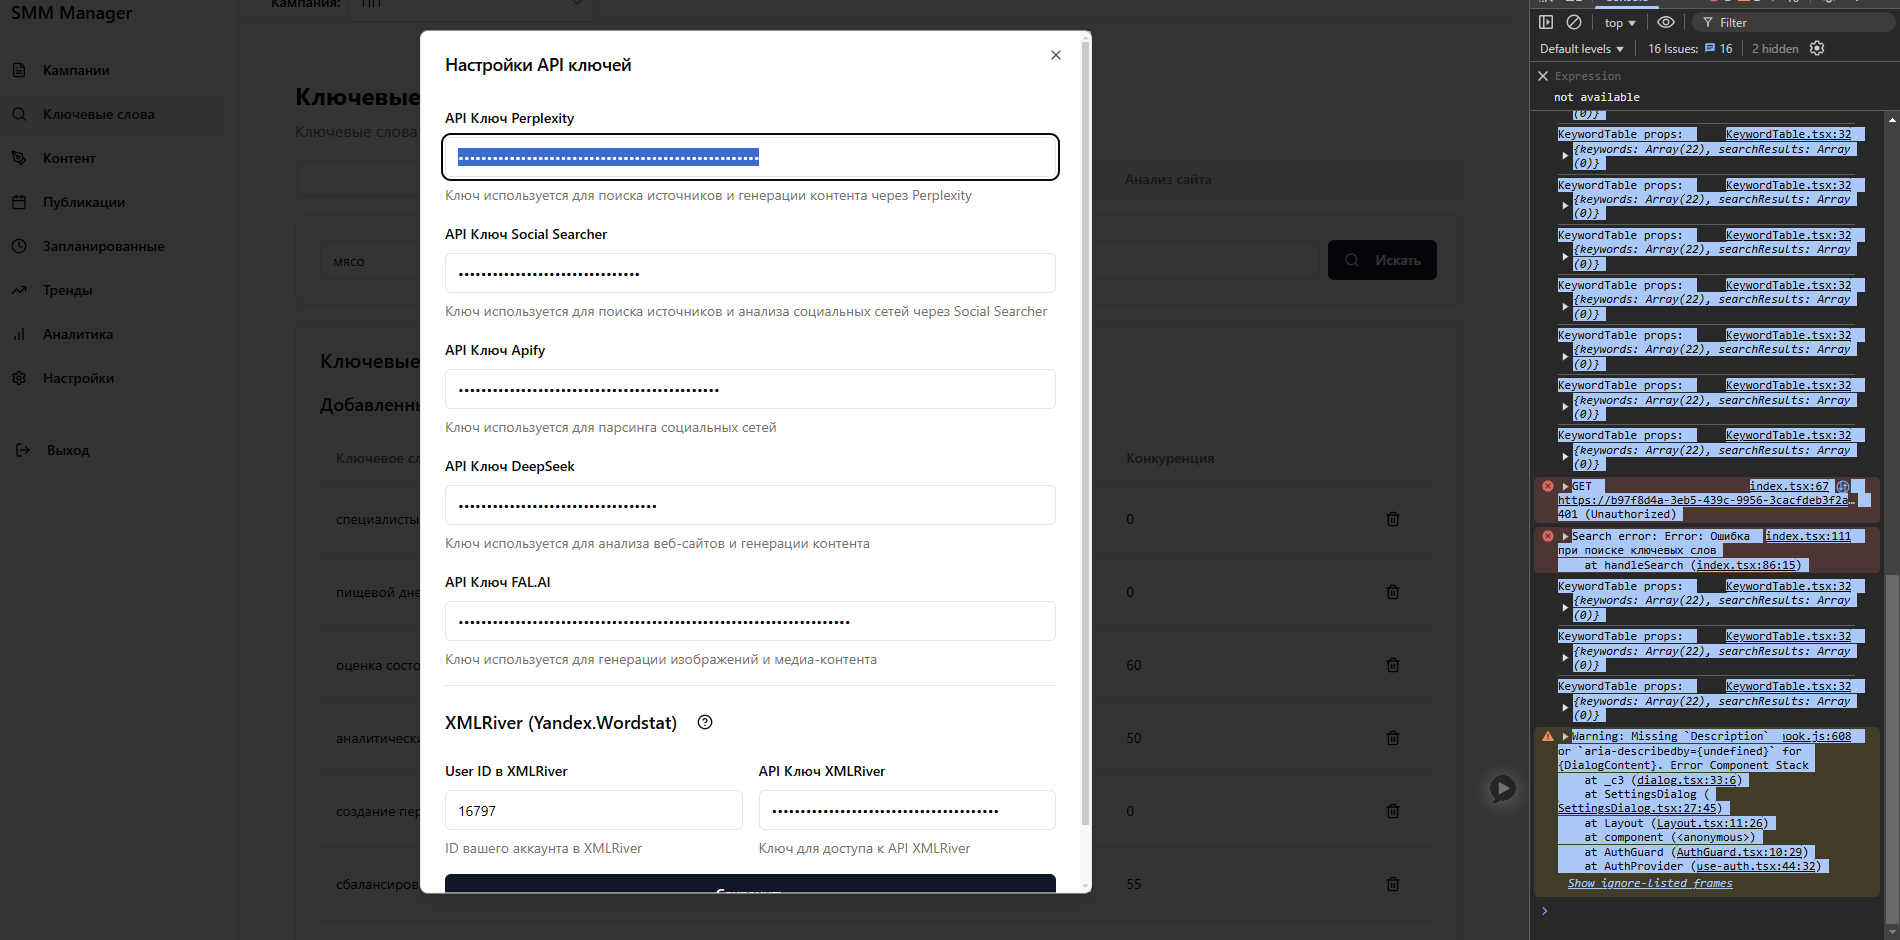 SMM Manager
Кампании
Ключевые слова
Контент
Публикации
Запланированные
Тренды
Аналитика
Настройки
Выход
Кампания:
Ключевые
Ключевые слова
Анализ сайта
мясо
Искать
Ключевые
Ключевое
Конкуренция
специалисты
0
0
60
аналитическ
50
0
55
Настройки API ключей
API Ключ Perplexity
Ключ используется для поиска источников и генерации контента через Perplexity
API Ключ Social Searcher
Ключ используется для поиска источников и анализа социальных сетей через Social Searcher
API Ключ Apify
Ключ используется для парсинга социальных сетей
API Ключ DeepSeek
Ключ используется для анализа веб-сайтов и генерации контента
API Ключ FAL.AI
Ключ используется для генерации изображений и медиа-контента
XMLRiver (Yandex.Wordstat)
User ID в XMLRiver
API Ключ XMLRiver
16797
ID вашего аккаунта в XMLRiver
Ключ для доступа к API XMLRiver
top
Filter
Default levels
16 Issues: 16
2 hidden
Expression
not available
(0)}
KeywordTable props: KeywordTable.tsx:32
{keywords: Array(22), searchResults: Array
(0)}
KeywordTable props: KeywordTable.tsx:32
{keywords: Array(22), searchResults: Array
(0)}
KeywordTable props: KeywordTable.tsx:32
{keywords: Array(22), searchResults: Array
(0)}
KeywordTable props: KeywordTable.tsx:32
{keywords: Array(22), searchResults: Array
(0)}
KeywordTable props: KeywordTable.tsx:32
{keywords: Array(22), searchResults: Array
(0)}
KeywordTable props: KeywordTable.tsx:32
{keywords: Array(22), searchResults: Array
(0)}
KeywordTable props: KeywordTable.tsx:32
{keywords: Array(22), searchResults: Array
(0)}
GET index.tsx:67
https://b97f8d4a-3eb5-439c-9956-3cacfdeb3f2a…
401 (Unauthorized)
Search error: Error: Ошибка index.tsx:111
при поиске ключевых слов
at handleSearch (index.tsx:86:15)
KeywordTable props: KeywordTable.tsx:32
{keywords: Array(22), searchResults: Array
(0)}
KeywordTable props: KeywordTable.tsx:32
{keywords: Array(22), searchResults: Array
(0)}
KeywordTable props: KeywordTable.tsx:32
{keywords: Array(22), searchResults: Array
(0)}
Warning: Missing `Description` hook.js:608
or `aria-describedby={undefined}` for
{DialogContent}. Error Component Stack
at _c3 (dialog.tsx:33:6)
at SettingsDialog (
SettingsDialog.tsx:27:45)
at Layout (Layout.tsx:11:26)
at component (<anonymous>)
at AuthGuard (AuthGuard.tsx:10:29)
at AuthProvider (use-auth.tsx:44:32)
Show ignore-listed frames